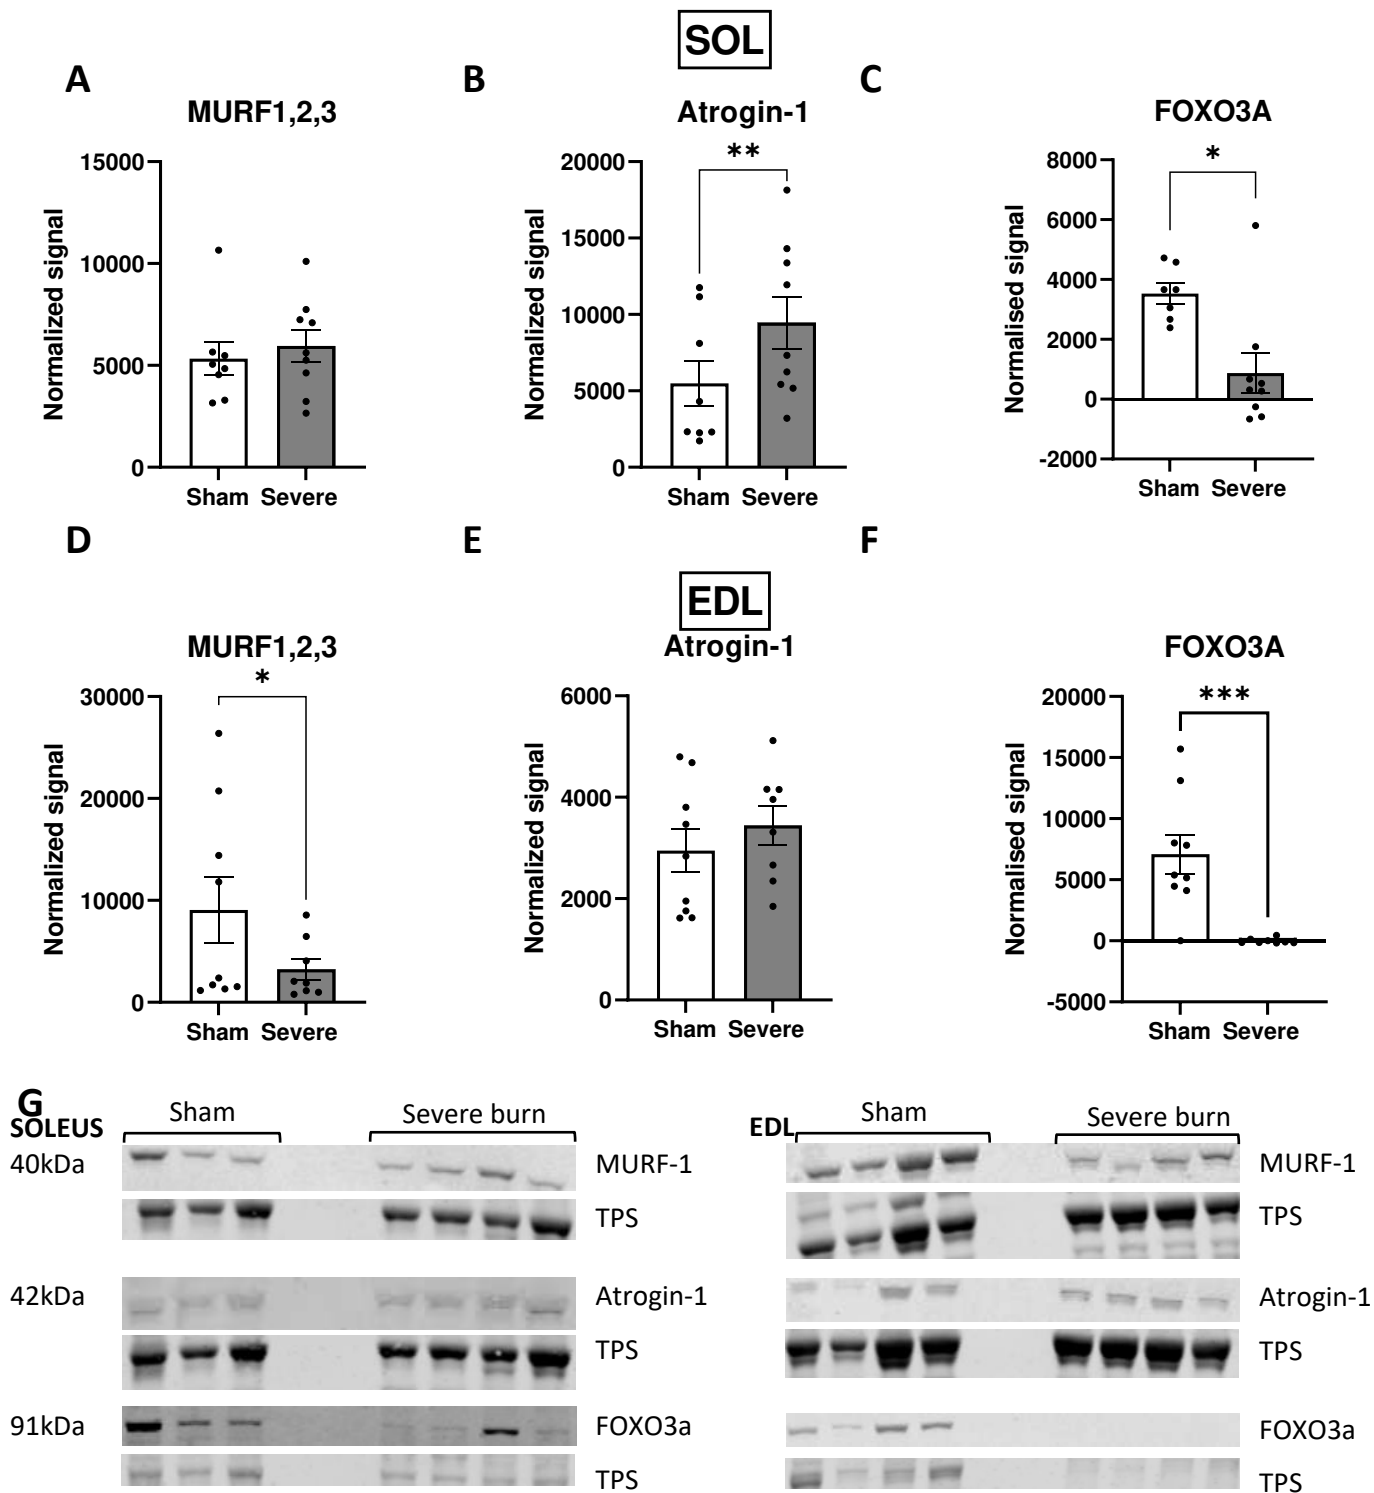 SOL
A
B
C
MURF1,2,3
Atrogin-1
FOXO3A
Normalized signal
15000
10000
5000
0
Sham Severe
Normalized signal
20000
15000
10000
5000
0
**
Sham Severe
Normalised signal
8000
6000
4000
2000
0
-2000
*
Sham Severe
D
E
F
EDL
MURF1,2,3
Atrogin-1
FOXO3A
Normalized signal
30000
20000
10000
0
*
Sham Severe
Normalized signal
6000
4000
2000
0
Sham Severe
Normalised signal
20000
15000
10000
5000
0
-5000
***
Sham Severe
G
SOLEUS
Sham
Severe burn
40kDa
MURF-1
TPS
42kDa
Atrogin-1
TPS
91kDa
FOXO3a
TPS
EDL
Sham
Severe burn
MURF-1
TPS
Atrogin-1
TPS
FOXO3a
TPS